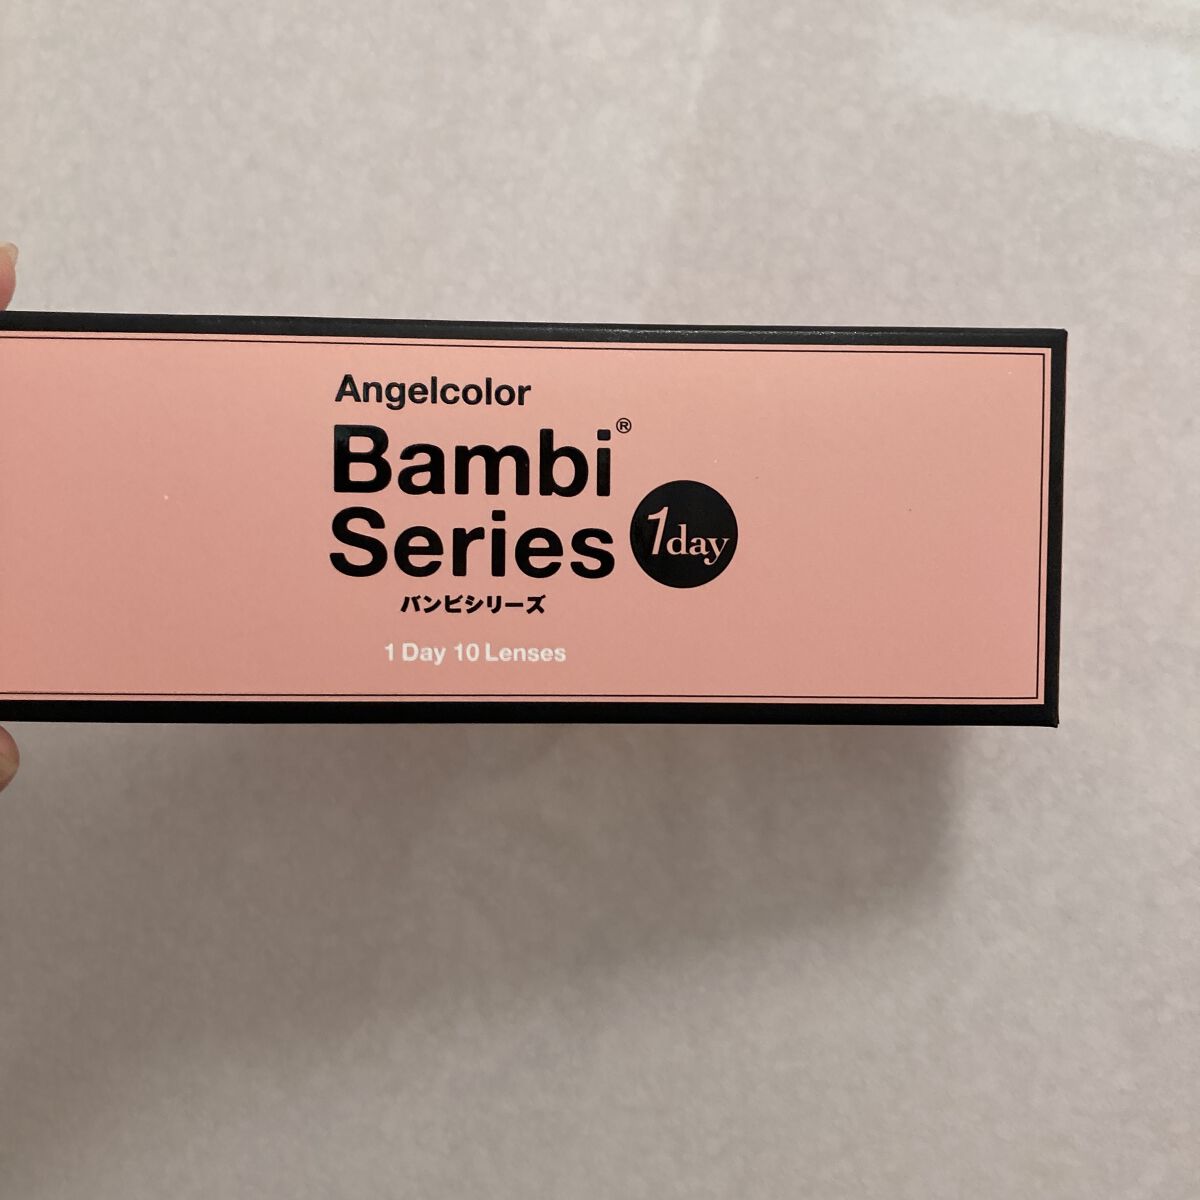 Angelcolor
Bambi®
Series 1day
バンビシリーズ
1 Day 10 Lenses